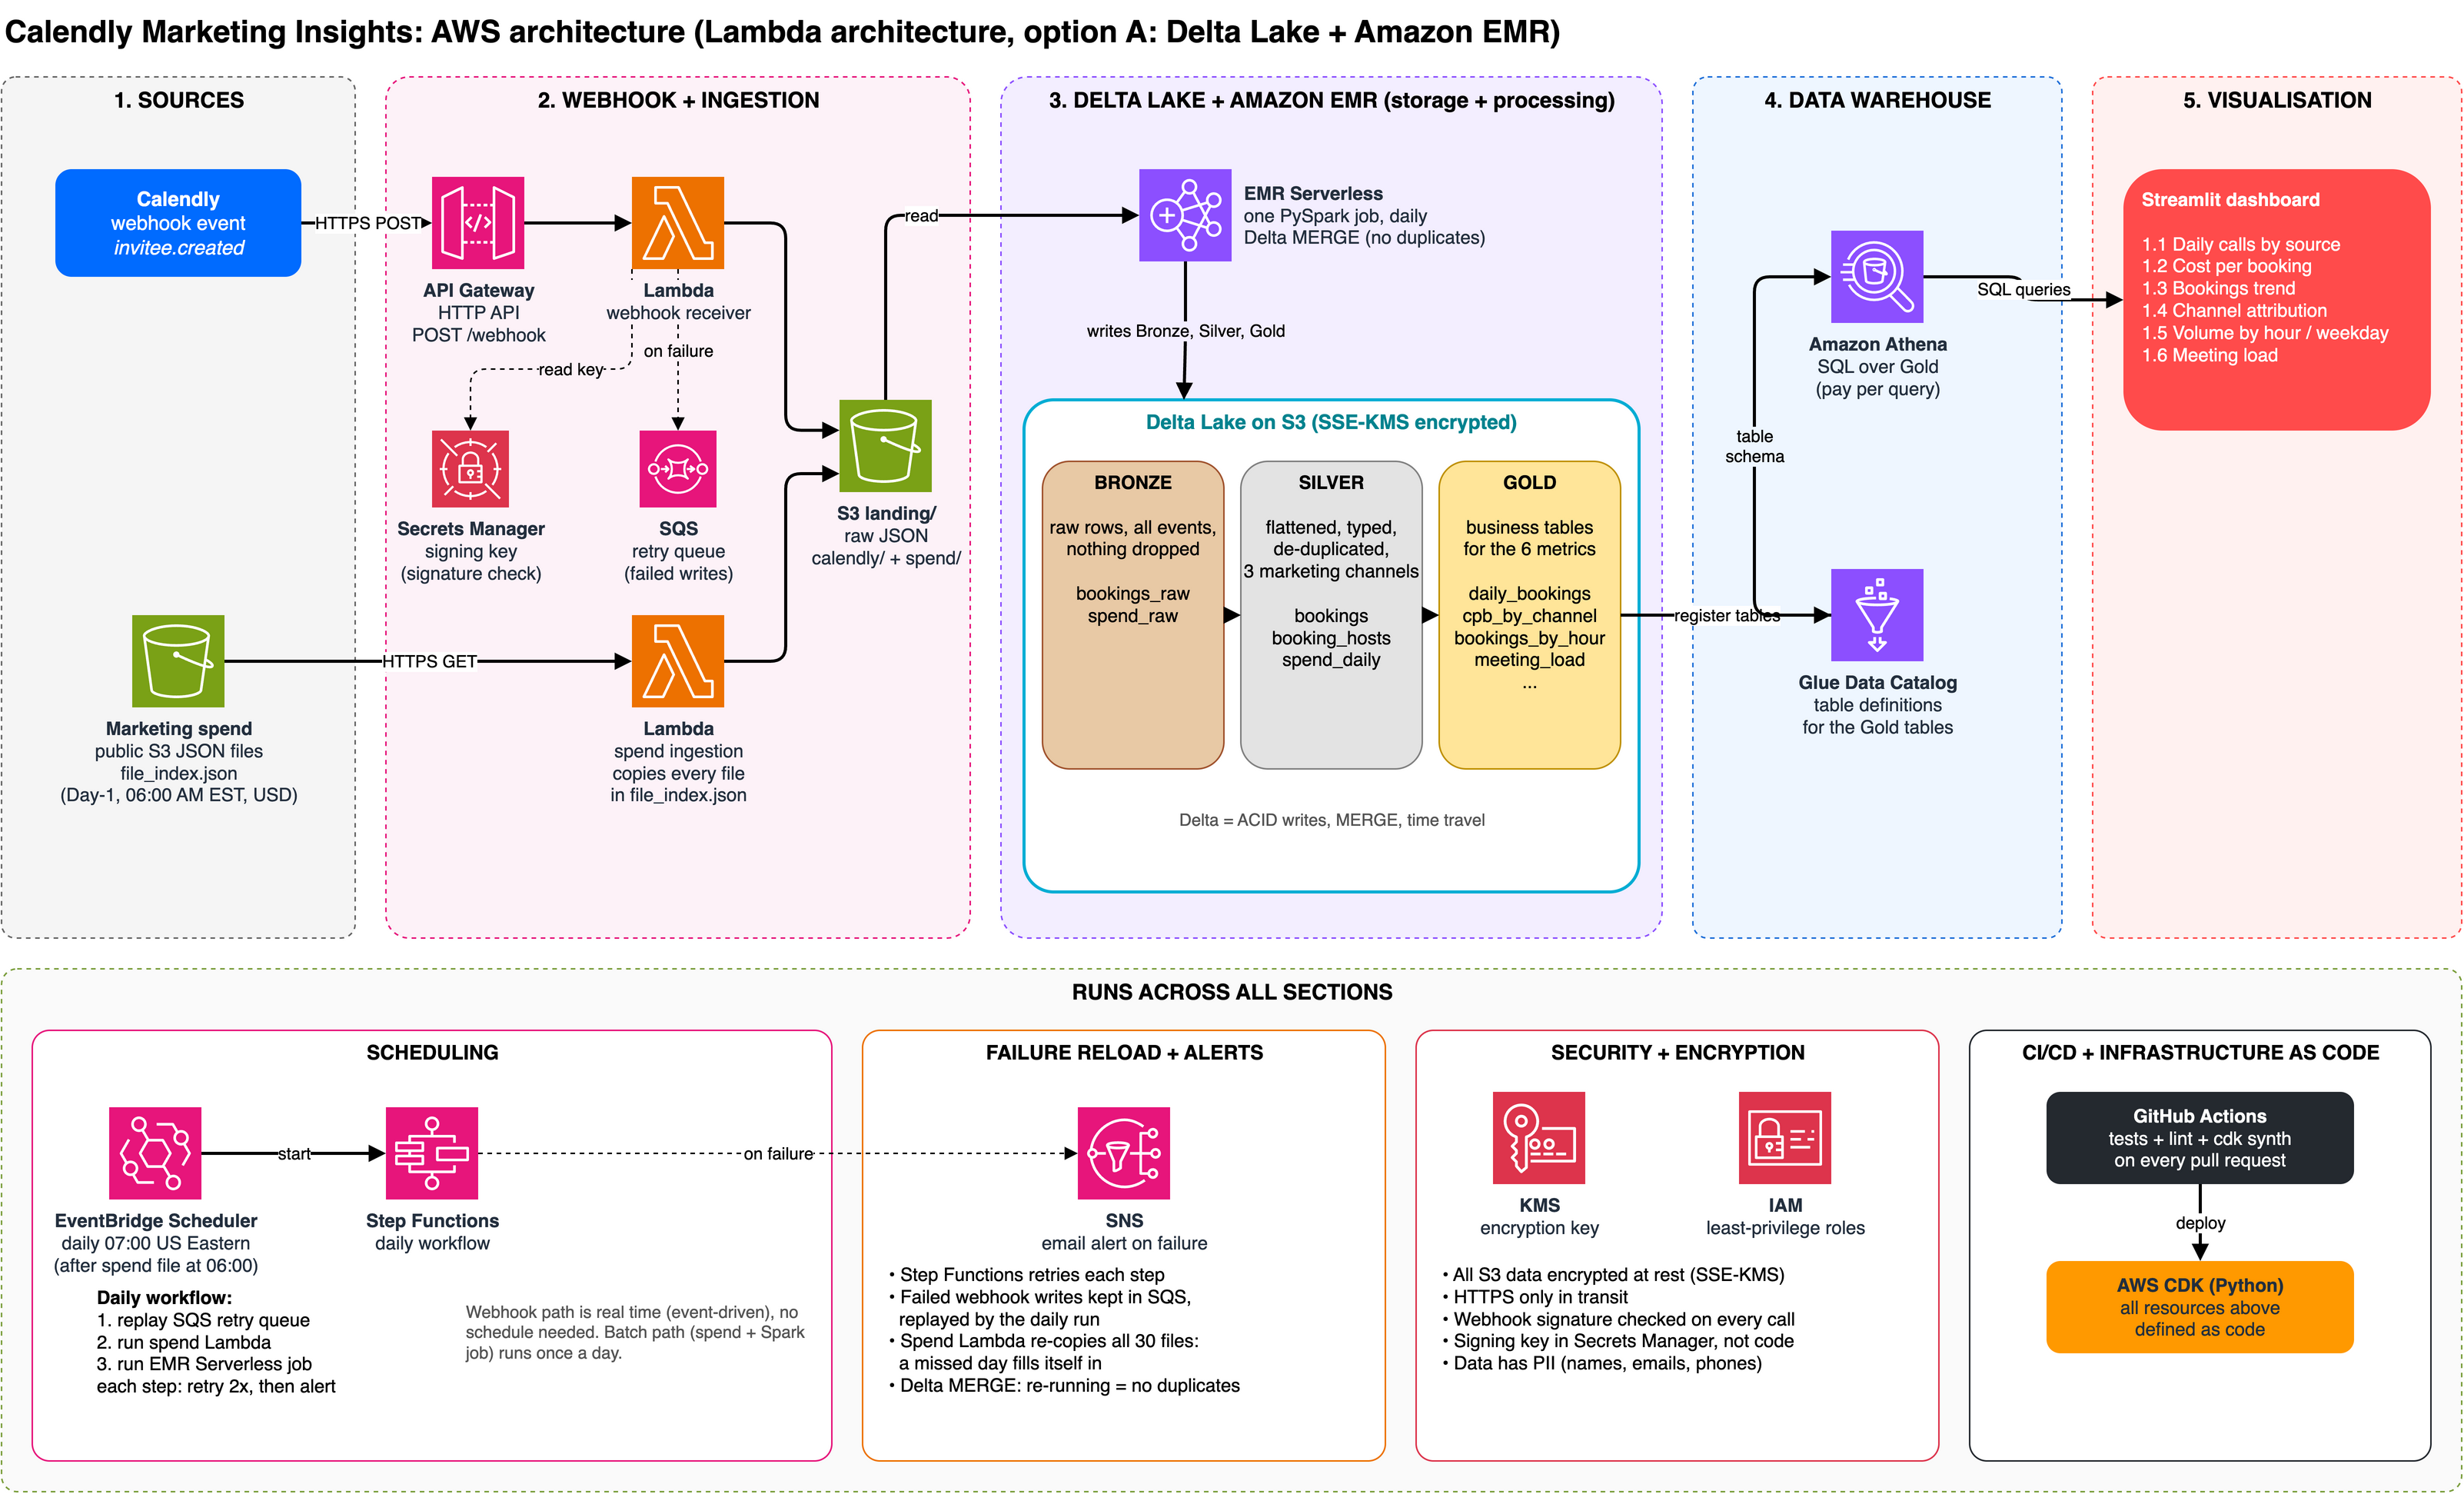 Calendly Marketing Insights: AWS architecture (Lambda architecture, option A: Delta Lake + Amazon EMR)
1. SOURCES
Calendly
webhook event
invitee.created
HTTPS POST
Marketing spend
public S3 JSON files
file_index.json
(Day-1, 06:00 AM EST, USD)
HTTPS GET
2. WEBHOOK + INGESTION
API Gateway
HTTP API
POST /webhook
Lambda
webhook receiver
read key
on failure
Secrets Manager
signing key
(signature check)
SQS
retry queue
(failed writes)
S3 landing/
raw JSON
calendly/ + spend/
Lambda
spend ingestion
copies every file
in file_index.json
read
3. DELTA LAKE + AMAZON EMR (storage + processing)
EMR Serverless
one PySpark job, daily
Delta MERGE (no duplicates)
writes Bronze, Silver, Gold
Delta Lake on S3 (SSE-KMS encrypted)
BRONZE
raw rows, all events,
nothing dropped
bookings_raw
spend_raw
SILVER
flattened, typed,
de-duplicated,
3 marketing channels
bookings
booking_hosts
spend_daily
GOLD
business tables
for the 6 metrics
daily_bookings
cpb_by_channel
bookings_by_hour
meeting_load
...
Delta = ACID writes, MERGE, time travel
register tables
4. DATA WAREHOUSE
Amazon Athena
SQL over Gold
(pay per query)
table
schema
Glue Data Catalog
table definitions
for the Gold tables
SQL queries
5. VISUALISATION
Streamlit dashboard
1.1 Daily calls by source
1.2 Cost per booking
1.3 Bookings trend
1.4 Channel attribution
1.5 Volume by hour / weekday
1.6 Meeting load
RUNS ACROSS ALL SECTIONS
SCHEDULING
EventBridge Scheduler
daily 07:00 US Eastern
(after spend file at 06:00)
start
Step Functions
daily workflow
on failure
Daily workflow:
1. replay SQS retry queue
2. run spend Lambda
3. run EMR Serverless job
each step: retry 2x, then alert
Webhook path is real time (event-driven), no
schedule needed. Batch path (spend + Spark
job) runs once a day.
FAILURE RELOAD + ALERTS
SNS
email alert on failure
• Step Functions retries each step
• Failed webhook writes kept in SQS,
replayed by the daily run
• Spend Lambda re-copies all 30 files:
a missed day fills itself in
• Delta MERGE: re-running = no duplicates
SECURITY + ENCRYPTION
KMS
encryption key
IAM
least-privilege roles
• All S3 data encrypted at rest (SSE-KMS)
• HTTPS only in transit
• Webhook signature checked on every call
• Signing key in Secrets Manager, not code
• Data has PII (names, emails, phones)
CI/CD + INFRASTRUCTURE AS CODE
GitHub Actions
tests + lint + cdk synth
on every pull request
deploy
AWS CDK (Python)
all resources above
defined as code